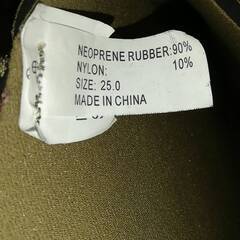 NEOPRENE RUBBER:90%
NYLON: 10%
SIZE: 25.0
MADE IN CHINA